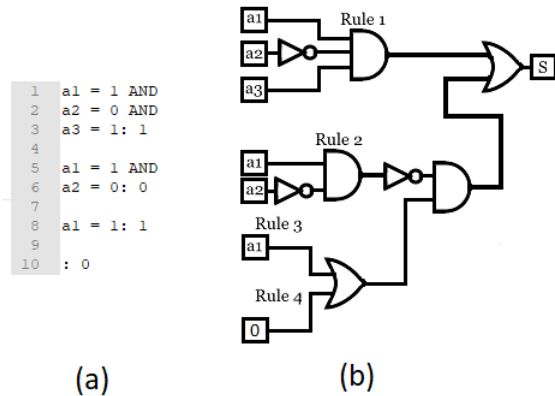 1 a1 = 1 AND
2 a2 = 0 AND
3 a3 = 1: 1
4
5 a1 = 1 AND
6 a2 = 0: 0
7
8 a1 = 1: 1
9
10 : 0
(a)
a1 Rule 1
a2
a3
S
Rule 2
a1
a2
Rule 3
a1
Rule 4
0
(b)